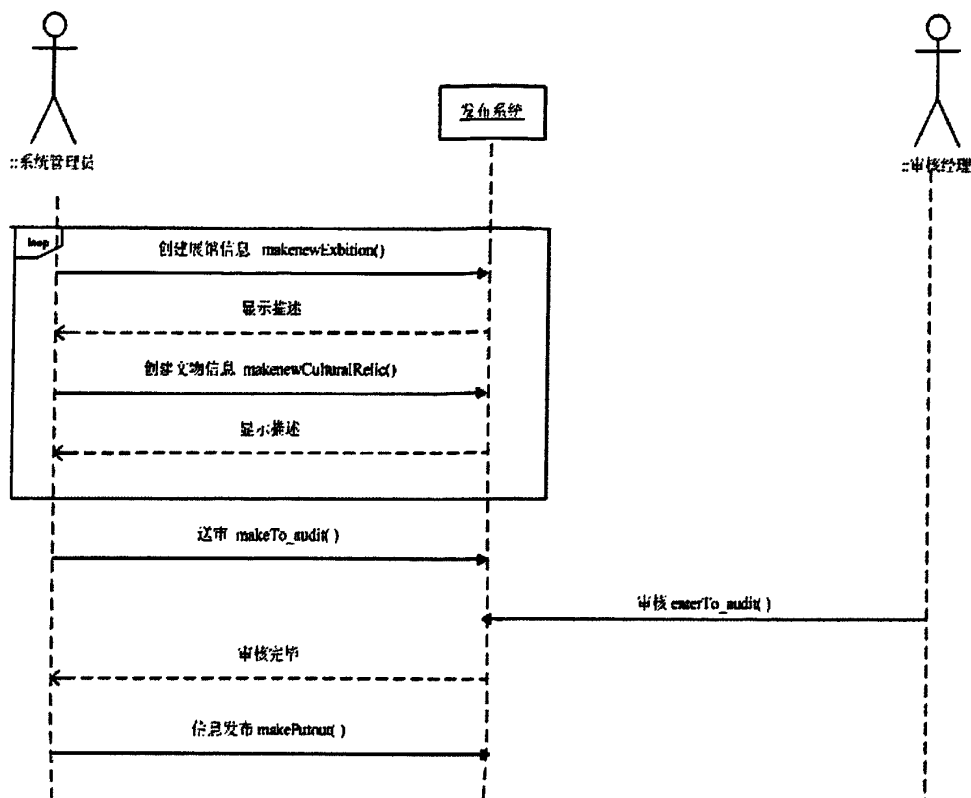 发布系统
::系统管理员
::审核经理
loop
创建展馆信息 makenewExbition()
显示描述
创建文物信息 makenewCulturalRelic()
显示描述
送审 makeTo_audit( )
审核 enterTo_audit( )
审核完毕
信息发布 makePutout( )